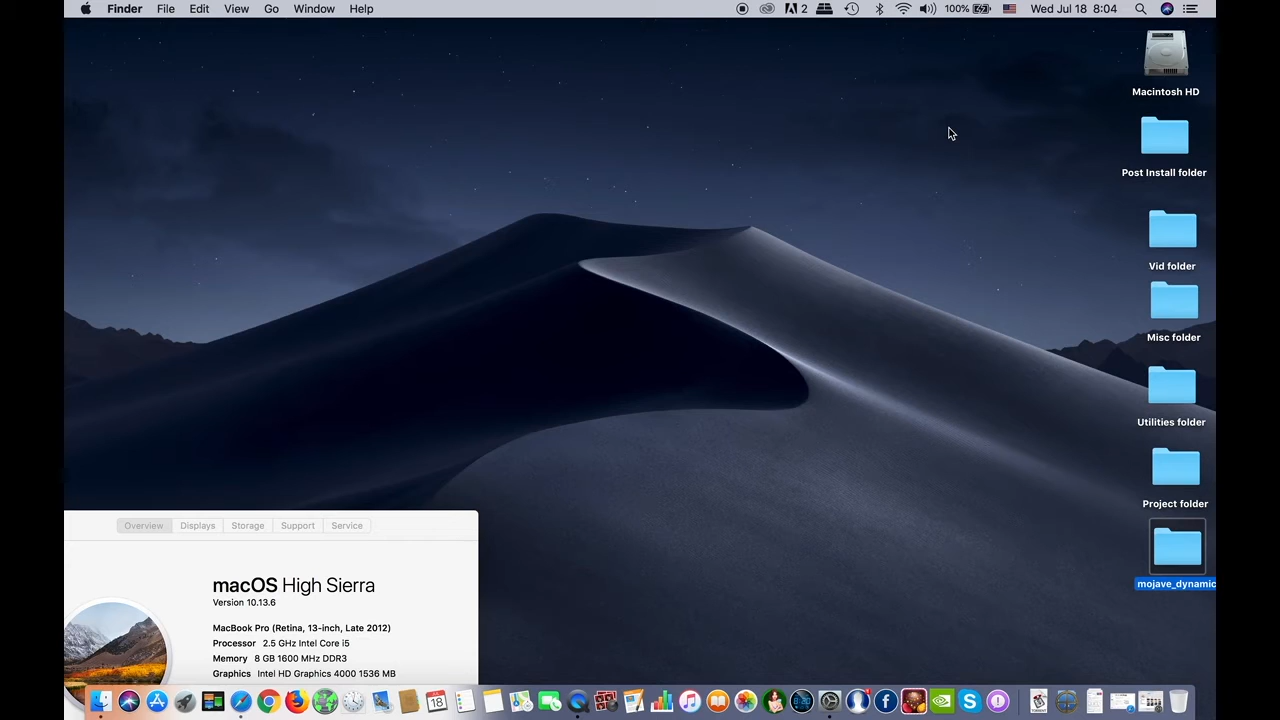 Finder File Edit View Go Window Help
2 100% Wed Jul 18 8:04
Macintosh HD
Post Install folder
Vid folder
Misc folder
Utilities folder
Project folder
mojave_dynamic
Overview Displays Storage Support Service
macOS High Sierra
Version 10.13.6
MacBook Pro (Retina, 13-inch, Late 2012)
Processor 2.5 GHz Intel Core i5
Memory 8 GB 1600 MHz DDR3
Graphics Intel HD Graphics 4000 1536 MB
18